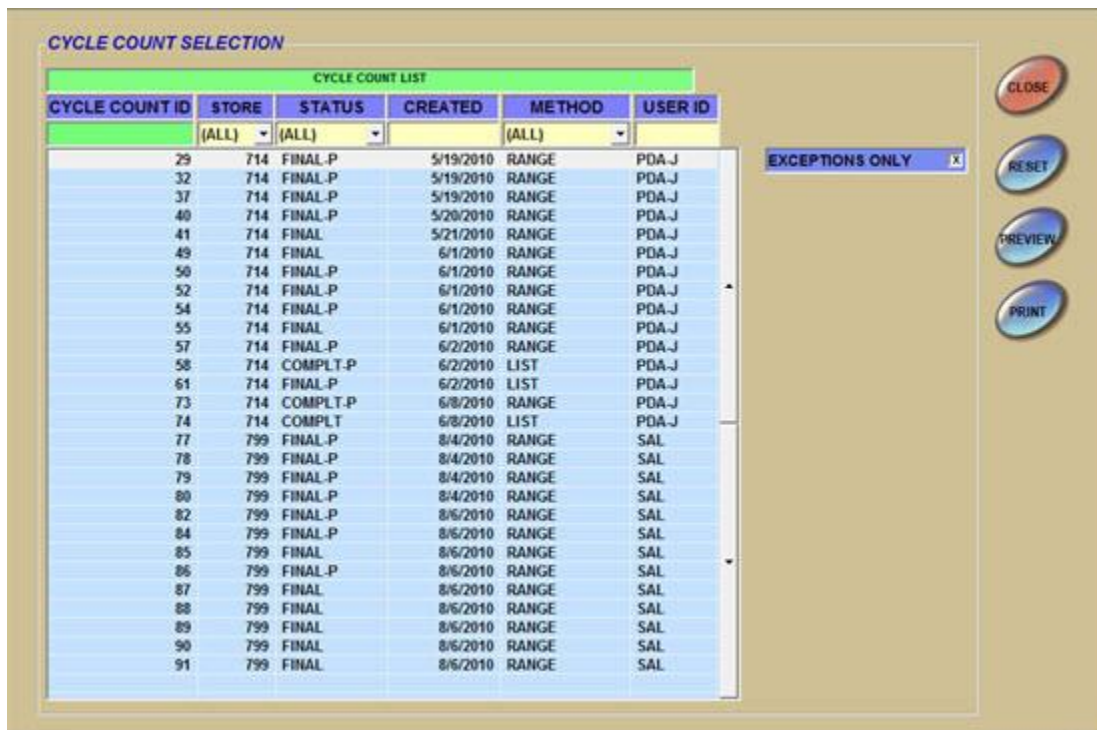 CYCLE COUNT SELECTION
CYCLE COUNT LIST
CYCLE COUNT ID STORE STATUS CREATED METHOD USER ID
(ALL) (ALL) (ALL)
29 714 FINAL-P 5/19/2010 RANGE PDA-J
32 714 FINAL-P 5/19/2010 RANGE PDA-J
37 714 FINAL-P 5/19/2010 RANGE PDA-J
40 714 FINAL-P 5/20/2010 RANGE PDA-J
41 714 FINAL 5/21/2010 RANGE PDA-J
49 714 FINAL 6/1/2010 RANGE PDA-J
50 714 FINAL-P 6/1/2010 RANGE PDA-J
52 714 FINAL-P 6/1/2010 RANGE PDA-J
54 714 FINAL-P 6/1/2010 RANGE PDA-J
55 714 FINAL 6/1/2010 RANGE PDA-J
57 714 FINAL-P 6/2/2010 RANGE PDA-J
58 714 COMPLT-P 6/2/2010 LIST PDA-J
61 714 FINAL-P 6/2/2010 LIST PDA-J
73 714 COMPLT-P 6/8/2010 RANGE PDA-J
74 714 COMPLT 6/8/2010 LIST PDA-J
77 799 FINAL-P 8/4/2010 RANGE SAL
78 799 FINAL-P 8/4/2010 RANGE SAL
79 799 FINAL-P 8/4/2010 RANGE SAL
80 799 FINAL-P 8/4/2010 RANGE SAL
82 799 FINAL-P 8/6/2010 RANGE SAL
84 799 FINAL-P 8/6/2010 RANGE SAL
85 799 FINAL 8/6/2010 RANGE SAL
86 799 FINAL-P 8/6/2010 RANGE SAL
87 799 FINAL 8/6/2010 RANGE SAL
88 799 FINAL 8/6/2010 RANGE SAL
89 799 FINAL 8/6/2010 RANGE SAL
90 799 FINAL 8/6/2010 RANGE SAL
91 799 FINAL 8/6/2010 RANGE SAL
EXCEPTIONS ONLY X
CLOSE
RESET
PREVIEW
PRINT